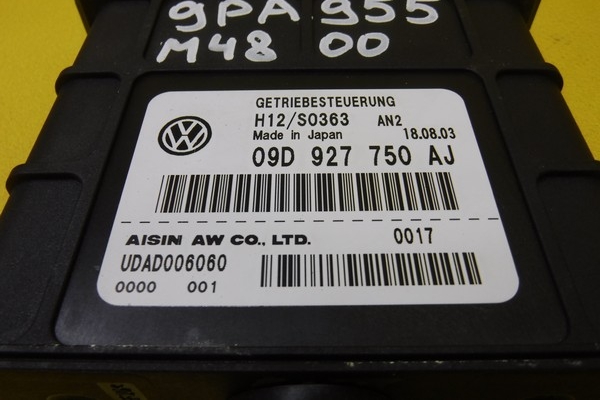 9PA 955
M48 00
GETRIEBESTEUERUNG
H12/S0363 AN2
Made in Japan 18.08.03
09D 927 750 AJ
AISIN AW CO., LTD. 0017
UDAD006060
0000 001